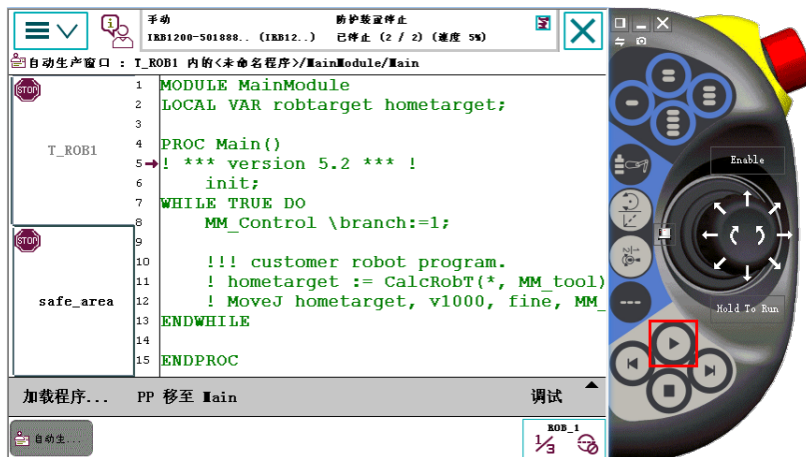 手动
防护装置停止
IRB1200-501888.. (IRB12..)
已停止 (2 / 2) (速度 5%)
自动生产窗口 : T_ROB1 内的<未命名程序>/MainModule/Main
STOP
T_ROB1
STOP
safe_area
1 MODULE MainModule
2 LOCAL VAR robtarget hometarget;
3
4 PROC Main()
5 ! *** version 5.2 *** !
6 init;
7 WHILE TRUE DO
8 MM_Control \branch:=1;
9
10 !!! customer robot program.
11 ! hometarget := CalcRobT(*, MM_tool)
12 ! MoveJ hometarget, v1000, fine, MM_
13 ENDWHILE
14
15 ENDPROC
加载程序...
PP 移至 Main
调试
自动生...
ROB_1
1/3
Enable
Hold To Run